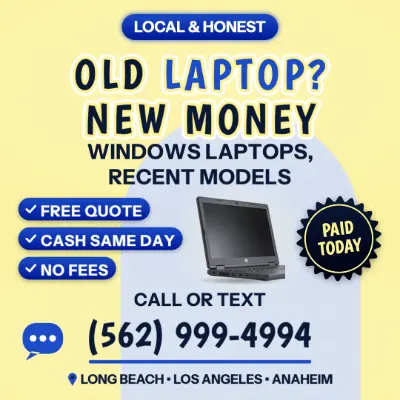 LOCAL & HONEST
OLD LAPTOP?
NEW MONEY
WINDOWS LAPTOPS,
RECENT MODELS
FREE QUOTE
CASH SAME DAY
NO FEES
PAID
TODAY
CALL OR TEXT
(562) 999-4994
LONG BEACH • LOS ANGELES • ANAHEIM